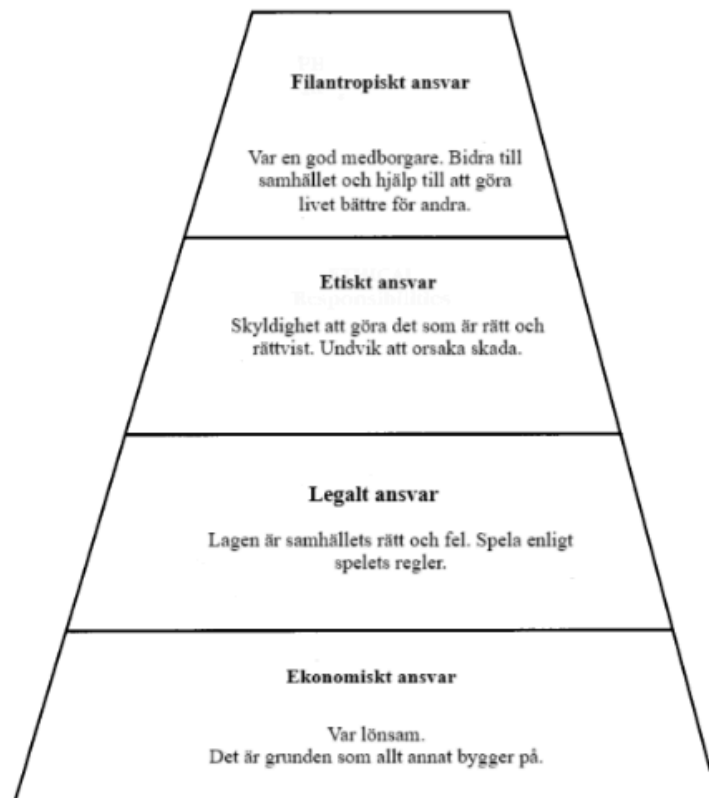 Filantropiskt ansvar
Var en god medborgare. Bidra till
samhället och hjälp till att göra
livet bättre för andra.
Etiskt ansvar
Skyldighet att göra det som är rätt och
rättvist. Undvik att orsaka skada.
Legalt ansvar
Lagen är samhällets rätt och fel. Spela enligt
spelets regler.
Ekonomiskt ansvar
Var lönsam.
Det är grunden som allt annat bygger på.